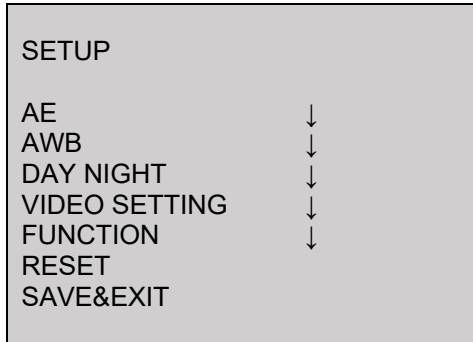 SETUP
AE ↓
AWB ↓
DAY NIGHT ↓
VIDEO SETTING ↓
FUNCTION ↓
RESET
SAVE&EXIT